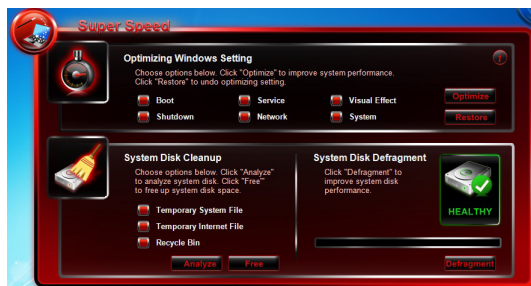 Super Speed
Optimizing Windows Setting
Choose options below. Click "Optimize" to improve system performance.
Click "Restore" to undo optimizing setting.
Boot
Service
Visual Effect
Optimize
Shutdown
Network
System
Restore
System Disk Cleanup
Choose options below. Click "Analyze"
to analyze system disk. Click "Free"
to free up system disk space.
Temporary System File
Temporary Internet File
Recycle Bin
Analyze
Free
System Disk Defragment
Click "Defragment" to
improve system disk
performance.
HEALTHY
Defragment